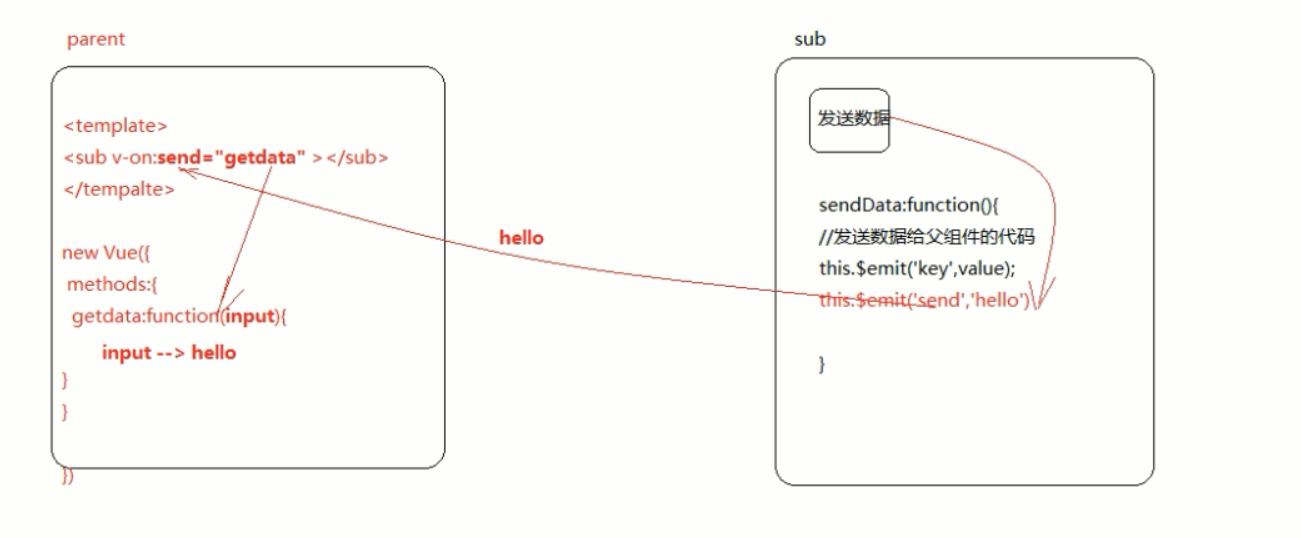 parent
<template>
<sub v-on:send="getdata" ></sub>
</tempalte>
new Vue({
methods:{
getdata:function(input){
input --> hello
}
}
})
hello
sub
发送数据
sendData:function(){
//发送数据给父组件的代码
this.$emit('key',value);
this.$emit('send','hello')
}